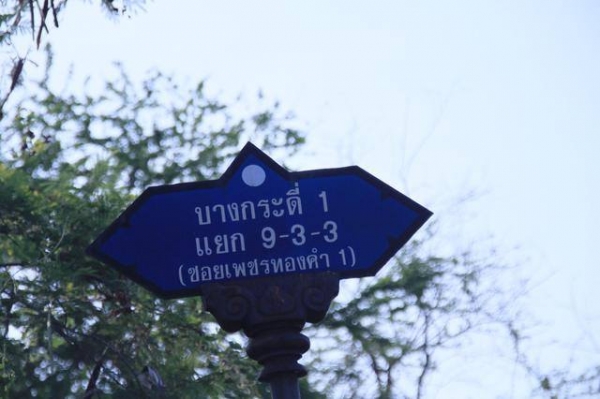 บางกระดี่ 1
แยก 9-3-3
(ซอยเพชรทองคำ 1)